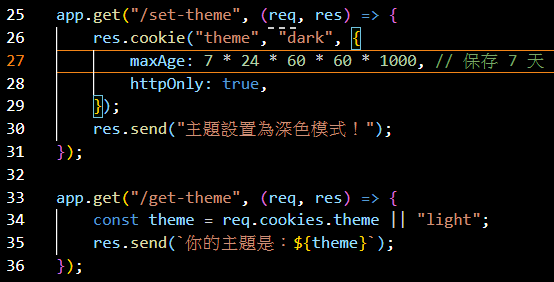 25 app.get("/set-theme", (req, res) => {
26     res.cookie("theme", "dark", {
27         maxAge: 7 * 24 * 60 * 60 * 1000, // 保存 7 天
28         httpOnly: true,
29     });
30     res.send("主題設置為深色模式！");
31 });
32
33 app.get("/get-theme", (req, res) => {
34     const theme = req.cookies.theme || "light";
35     res.send(`你的主題是：${theme}`);
36 });